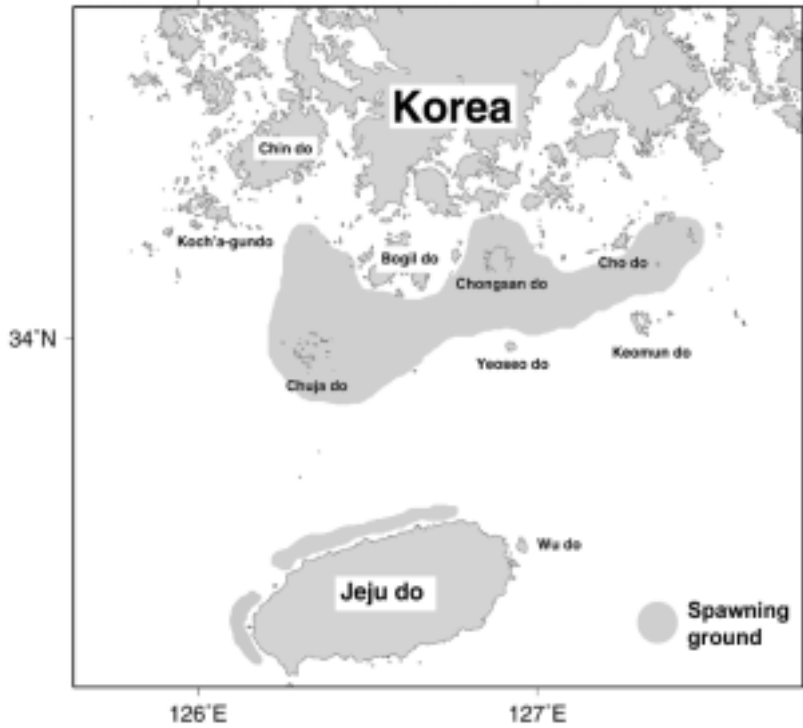 Korea
Chin do
Koch'a-gundo
Bogil do
Cho do
Chongsan do
34°N
Yeoseo do
Keomun do
Chuja do
Wu do
Jeju do
Spawning
ground
126°E
127°E